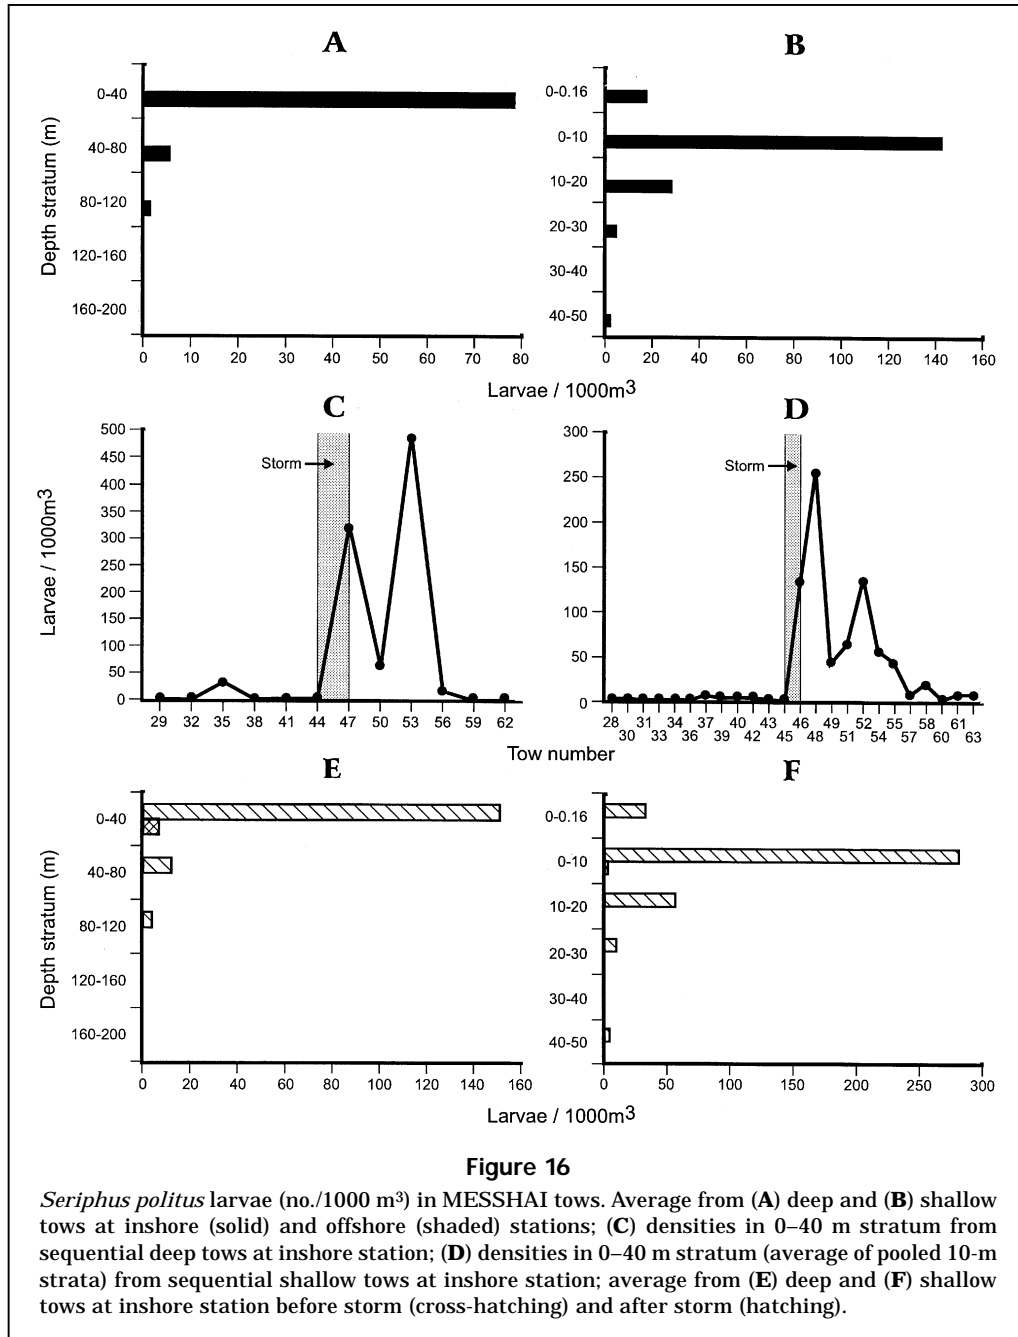 A
B
Depth stratum (m)
0-40
40-80
80-120
120-160
160-200
0 10 20 30 40 50 60 70 80
0-0.16
0-10
10-20
20-30
30-40
40-50
0 20 40 60 80 100 120 140 160
Larvae / 1000m³
C
D
Larvae / 1000m³
500
450
400
350
300
250
200
150
100
50
0
Storm
29 32 35 38 41 44 47 50 53 56 59 62
300
250
200
150
100
50
0
Storm
28 31 34 37 40 43 46 49 52 55 58 61
30 33 36 39 42 45 48 51 54 57 60 63
Tow number
E
F
Depth stratum (m)
0-40
40-80
80-120
120-160
160-200
0 20 40 60 80 100 120 140 160
0-0.16
0-10
10-20
20-30
30-40
40-50
0 50 100 150 200 250 300
Larvae / 1000m³
Figure 16
Seriphus politus larvae (no./1000 m³) in MESSHAI tows. Average from (A) deep and (B) shallow
tows at inshore (solid) and offshore (shaded) stations; (C) densities in 0–40 m stratum from
sequential deep tows at inshore station; (D) densities in 0–40 m stratum (average of pooled 10-m
strata) from sequential shallow tows at inshore station; average from (E) deep and (F) shallow
tows at inshore station before storm (cross-hatching) and after storm (hatching).